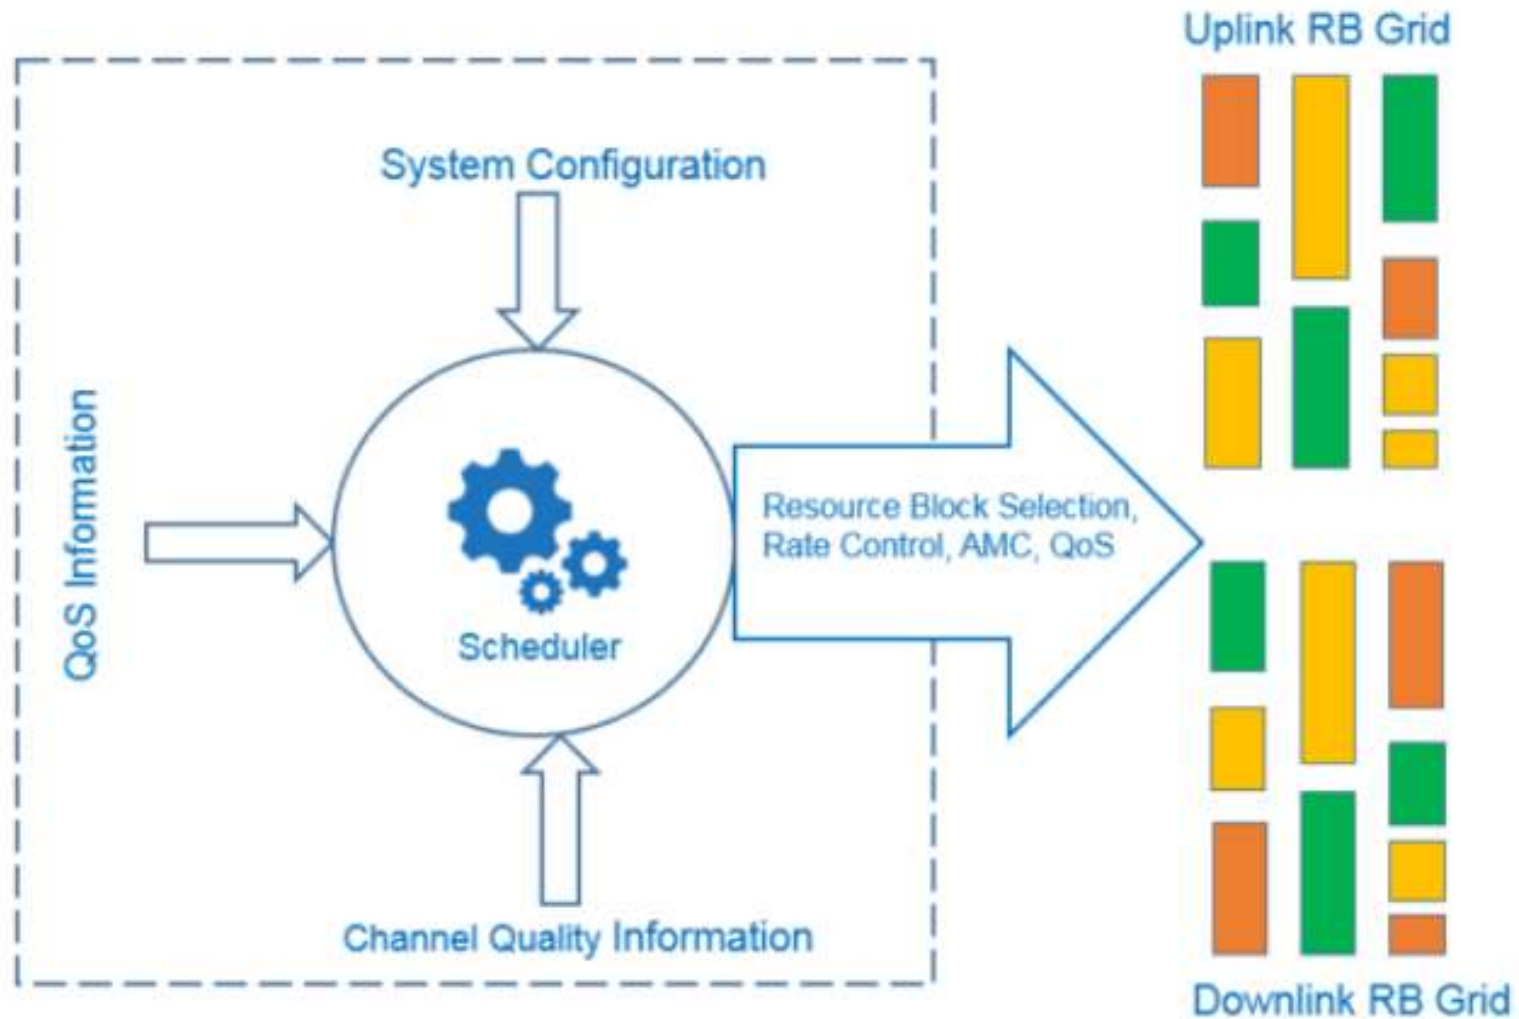 Uplink RB Grid
System Configuration
QoS Information
Scheduler
Resource Block Selection,
Rate Control, AMC, QoS
Channel Quality Information
Downlink RB Grid